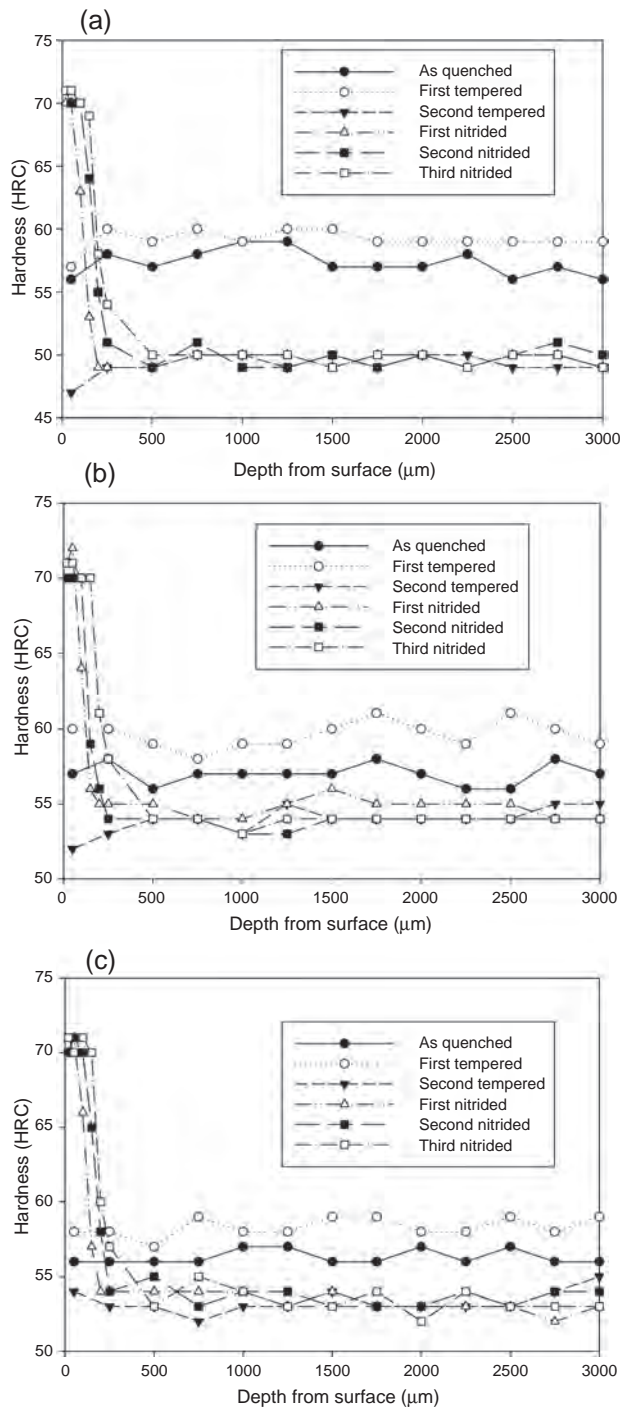 (a)
75
70
65
60
55
50
45
Hardness (HRC)
As quenched
First tempered
Second tempered
First nitrided
Second nitrided
Third nitrided
0 500 1000 1500 2000 2500 3000
Depth from surface (μm)
(b)
75
70
65
60
55
50
Hardness (HRC)
As quenched
First tempered
Second tempered
First nitrided
Second nitrided
Third nitrided
0 500 1000 1500 2000 2500 3000
Depth from surface (μm)
(c)
75
70
65
60
55
50
Hardness (HRC)
As quenched
First tempered
Second tempered
First nitrided
Second nitrided
Third nitrided
0 500 1000 1500 2000 2500 3000
Depth from surface (μm)